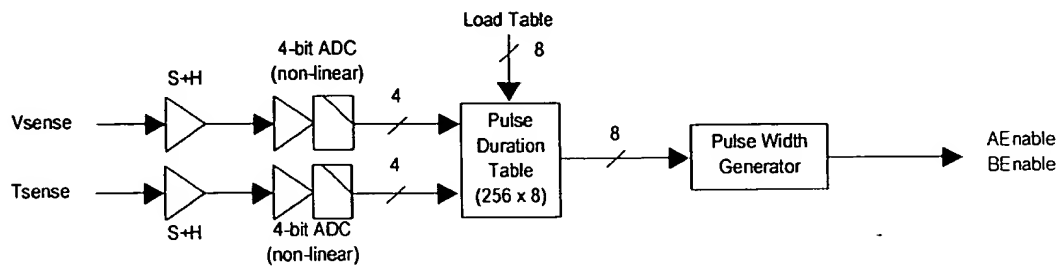 Load Table
8
4-bit ADC
(non-linear)
S+H
4
Vsense
Pulse
Duration
Table
(256 x 8)
8
Pulse Width
Generator
AEnable
BEnable
4
Tsense
S+H
4-bit ADC
(non-linear)